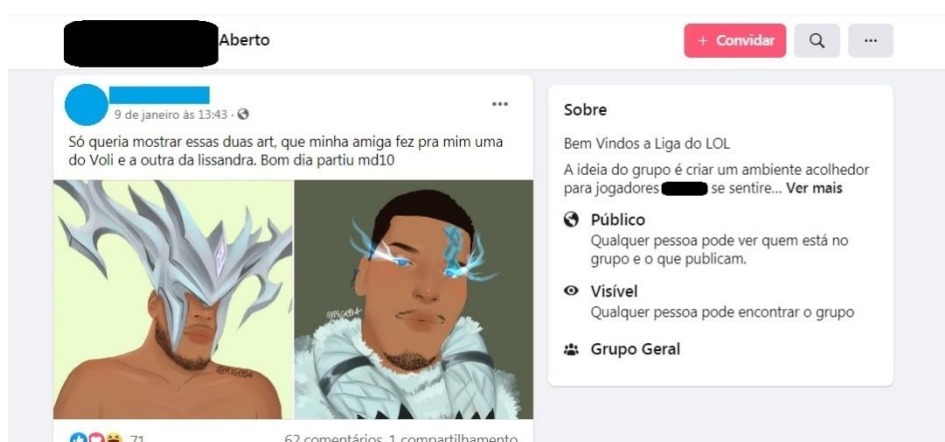 Aberto
+ Convidar
9 de janeiro às 13:43 ·
Só queria mostrar essas duas art, que minha amiga fez pra mim uma
do Voli e a outra da lissandra. Bom dia partiu md10
71
62 comentários 1 compartilhamento
Sobre
Bem Vindos a Liga do LOL
A ideia do grupo é criar um ambiente acolhedor
para jogadores se sentire... Ver mais
Público
Qualquer pessoa pode ver quem está no
grupo e o que publicam.
Visível
Qualquer pessoa pode encontrar o grupo
Grupo Geral